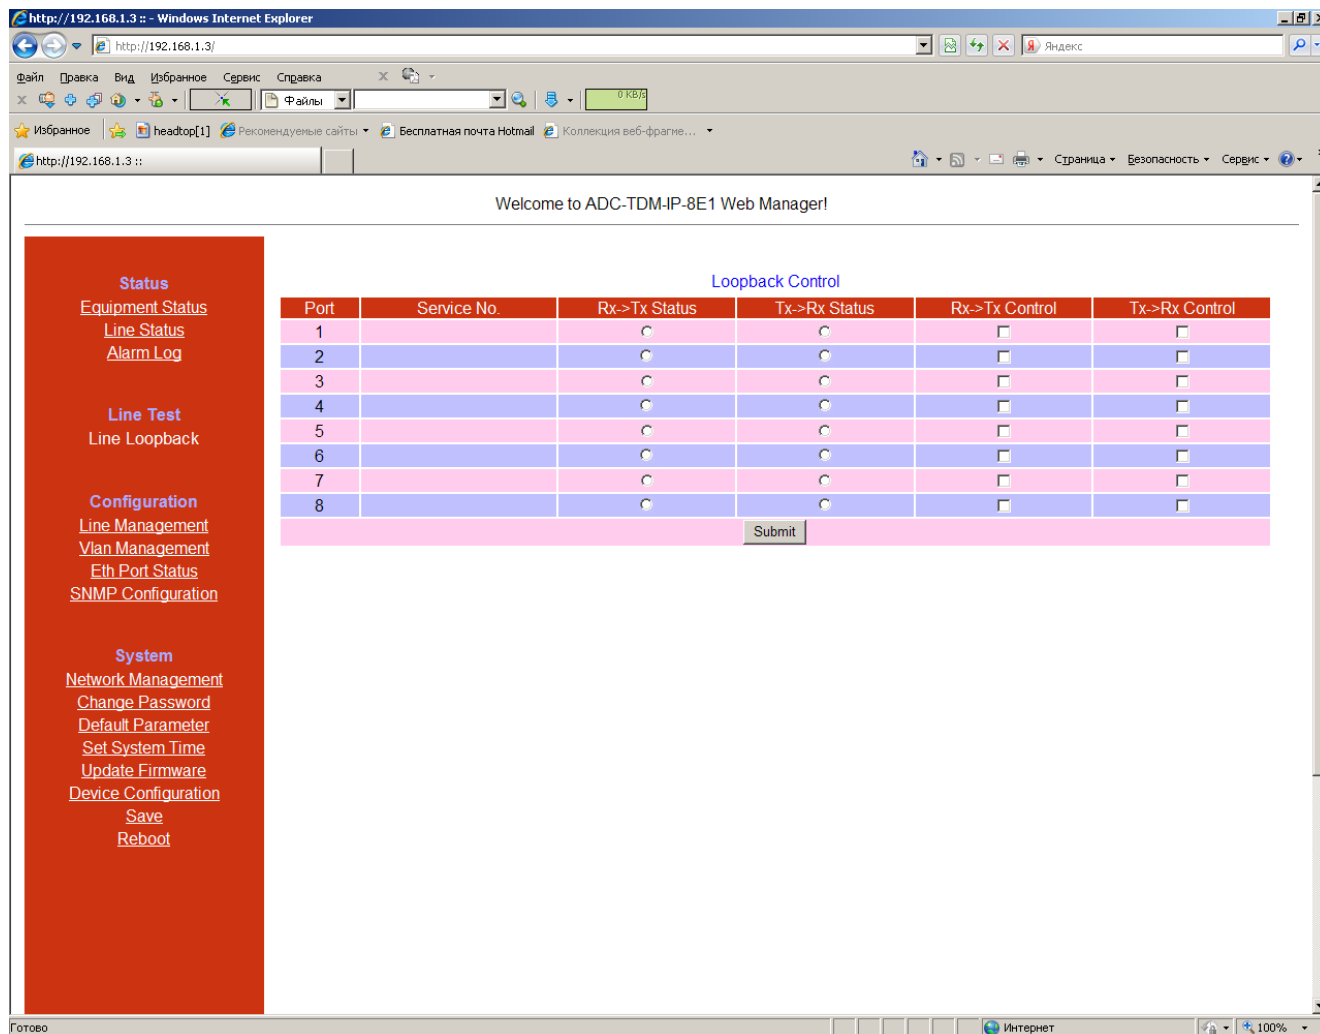 http://192.168.1.3 :: - Windows Internet Explorer
http://192.168.1.3/
Яндекс
Файл Правка Вид Избранное Сервис Справка
Файлы 0 KB/s
Избранное headtop[1] Рекомендуемые сайты Бесплатная почта Hotmail Коллекция веб-фрагме...
http://192.168.1.3 :: Страница Безопасность Сервис
Welcome to ADC-TDM-IP-8E1 Web Manager!
Status
Equipment Status
Line Status
Alarm Log
Line Test
Line Loopback
Configuration
Line Management
Vlan Management
Eth Port Status
SNMP Configuration
System
Network Management
Change Password
Default Parameter
Set System Time
Update Firmware
Device Configuration
Save
Reboot
Loopback Control
Port Service No. Rx->Tx Status Tx->Rx Status Rx->Tx Control Tx->Rx Control
1
2
3
4
5
6
7
8
Submit
Готово Интернет 100%